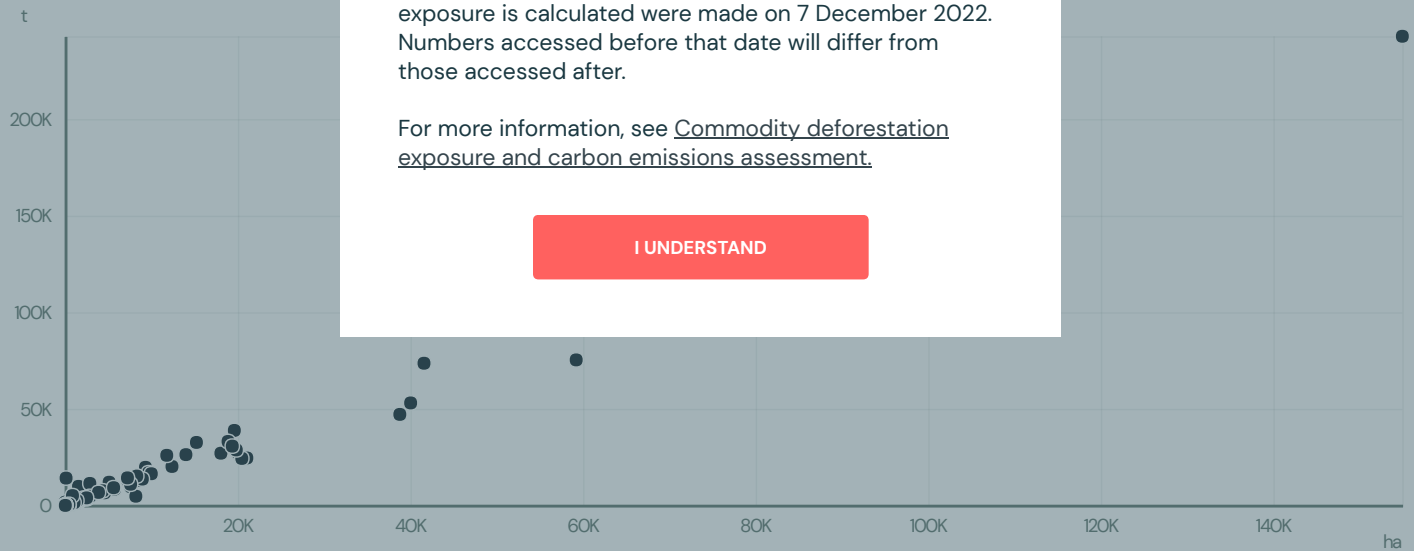 t
exposure is calculated were made on 7 December 2022.
Numbers accessed before that date will differ from
those accessed after.
For more information, see Commodity deforestation
exposure and carbon emissions assessment.
I UNDERSTAND
200K
150K
100K
50K
0
20K 40K 60K 80K 100K 120K 140K
ha